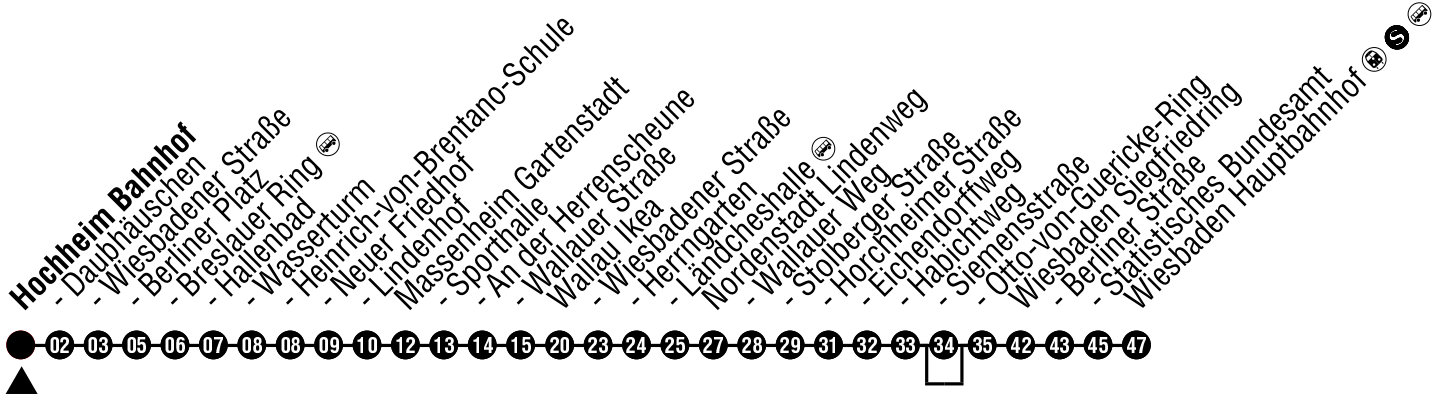 Hochheim Bahnhof
- Daubhäuschen
- Wiesbadener Straße
- Berliner Platz
- Breslauer Ring
- Hallenbad
- Wasserturm
- Heinrich-von-Brentano-Schule
- Neuer Friedhof
- Lindenhof
Massenheim Gartenstadt
- Sporthalle
- An der Herrenscheune
- Wallauer Straße
Wallau Ikea
- Wiesbadener Straße
- Herrngarten
- Ländcheshalle
Nordenstadt Lindenweg
- Wallauer Weg
- Stolberger Straße
- Horchheimer Straße
- Eichendorffweg
- Habichtweg
- Siemensstraße
- Otto-von-Guericke-Ring
Wiesbaden Siegfriedring
- Berliner Straße
- Statistisches Bundesamt
Wiesbaden Hauptbahnhof S
02 03 05 06 07 08 08 09 10 12 13 14 15 20 23 24 25 27 28 29 31 32 33 34 35 42 43 45 47